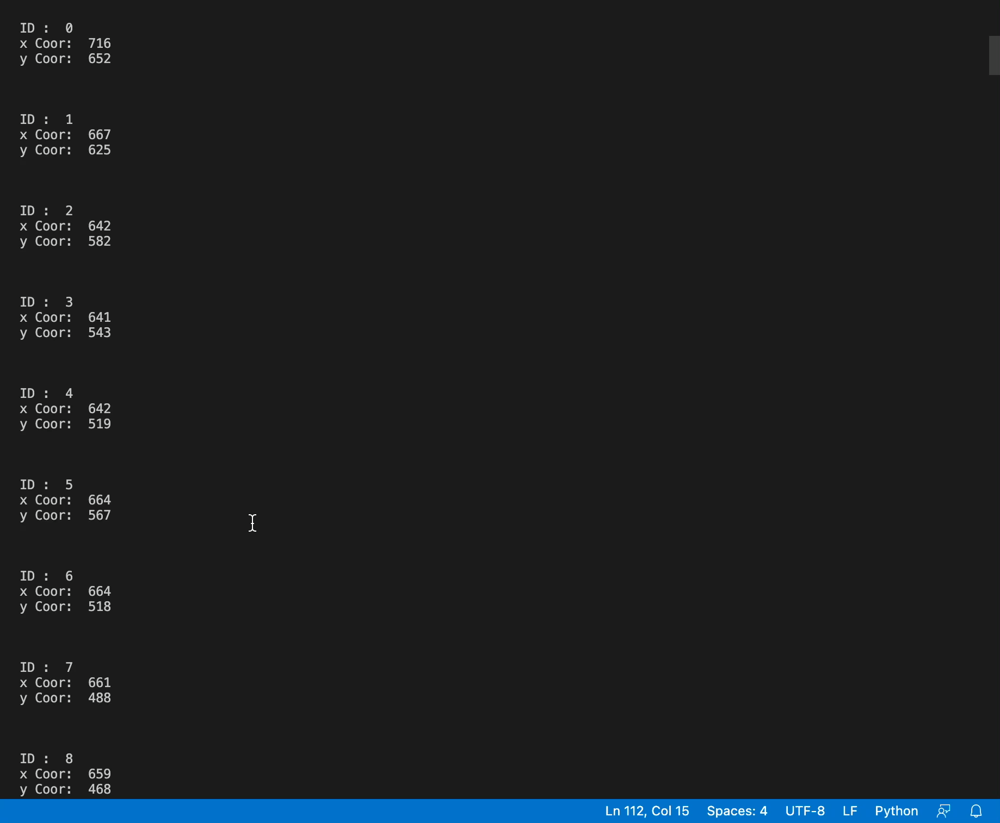 ID :  0
x Coor:  716
y Coor:  652
ID :  1
x Coor:  667
y Coor:  625
ID :  2
x Coor:  642
y Coor:  582
ID :  3
x Coor:  641
y Coor:  543
ID :  4
x Coor:  642
y Coor:  519
ID :  5
x Coor:  664
y Coor:  567
ID :  6
x Coor:  664
y Coor:  518
ID :  7
x Coor:  661
y Coor:  488
ID :  8
x Coor:  659
y Coor:  468
Ln 112, Col 15 Spaces: 4 UTF-8 LF Python